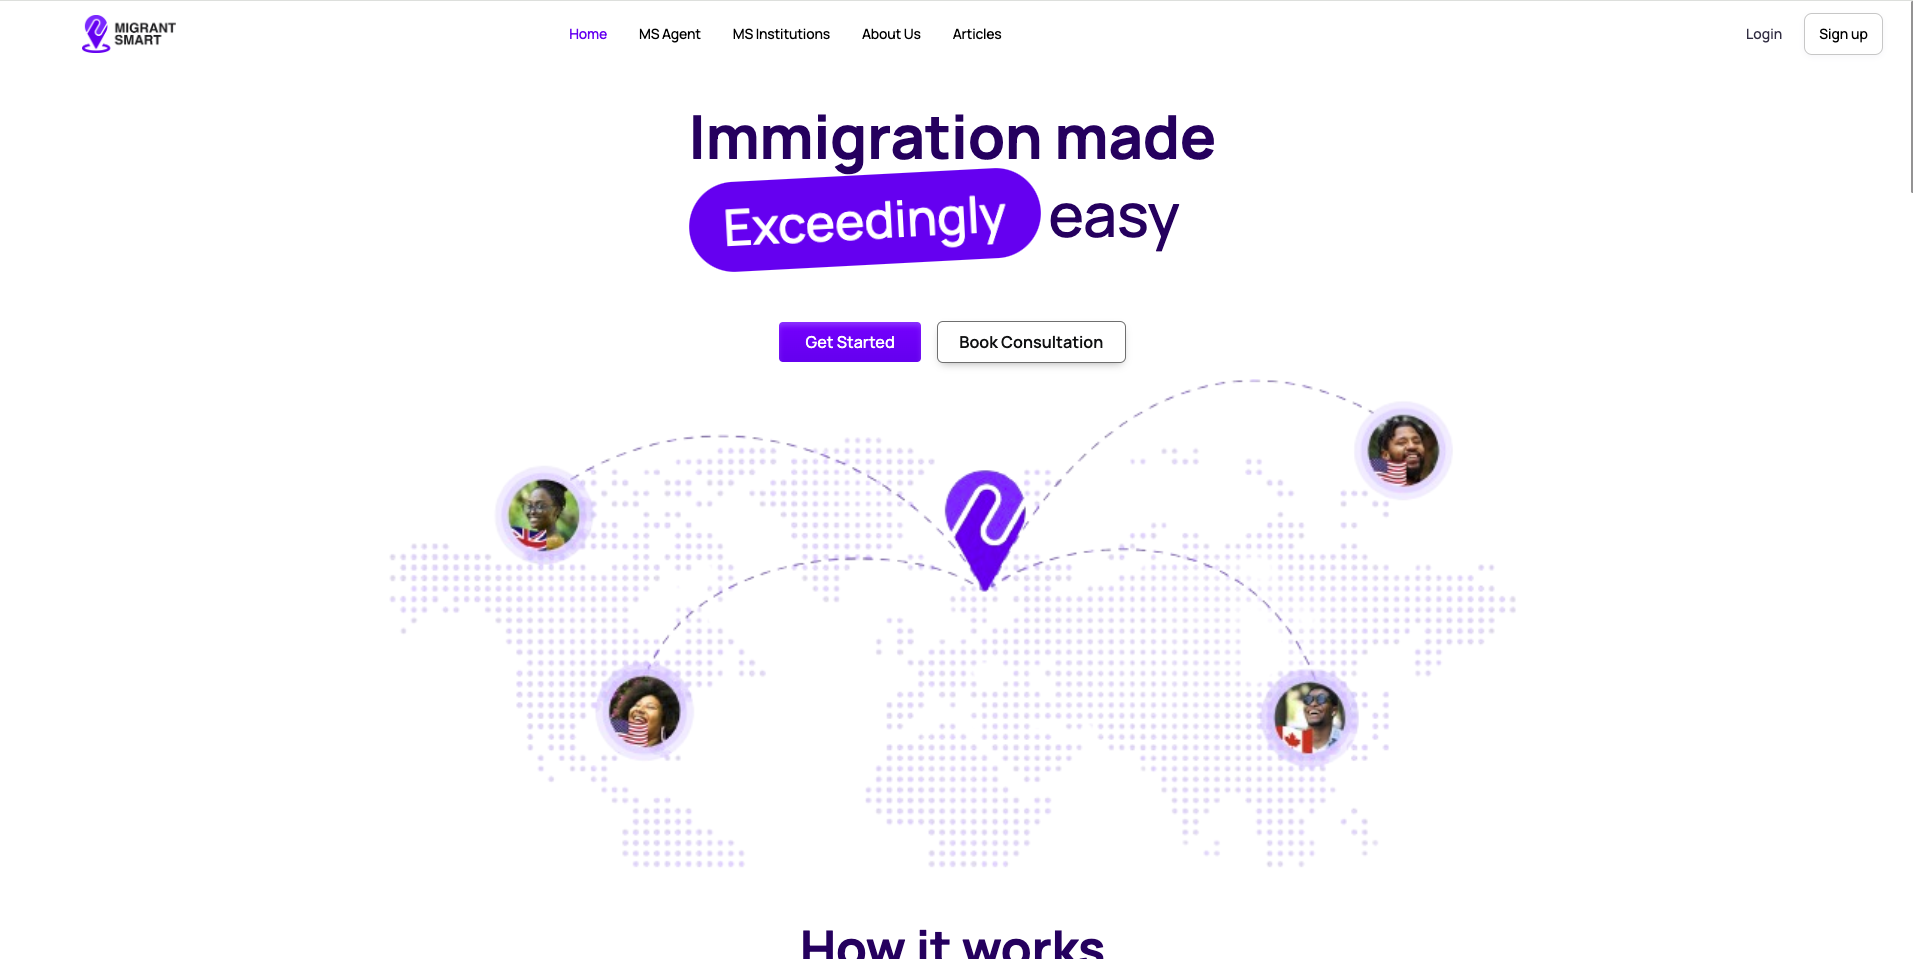 MIGRANT
SMART
Home
MS Agent
MS Institutions
About Us
Articles
Login
Sign up
Immigration made
Exceedingly easy
Get Started
Book Consultation
How it works